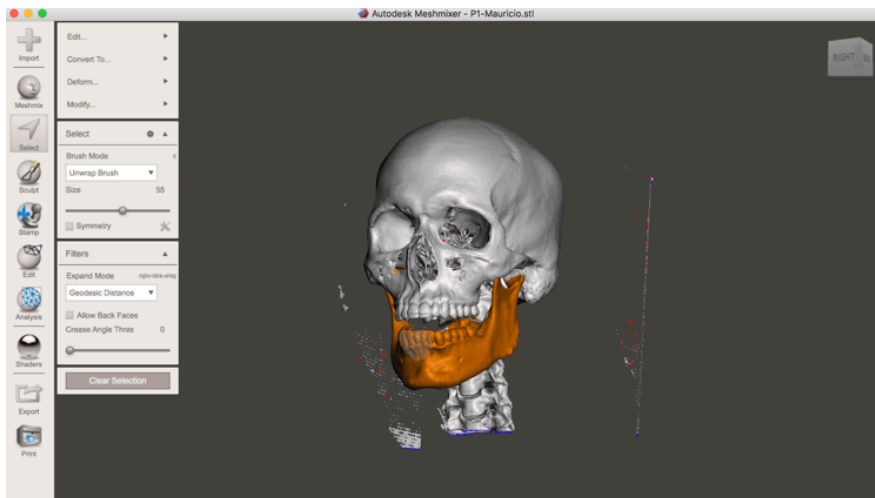 Autodesk Meshmixer - P1-Mauricio.stl
Import
Meshmix
Select
Sculpt
Stamp
Edit
Analysis
Shaders
Export
Print
Edit...
Convert To...
Deform...
Modify...
Select
Brush Mode
Unwrap Brush
Size 55
Symmetry
Filters
Expand Mode
Geodesic Distance
Allow Back Faces
Crease Angle Thres 0
Clear Selection
RIGHT